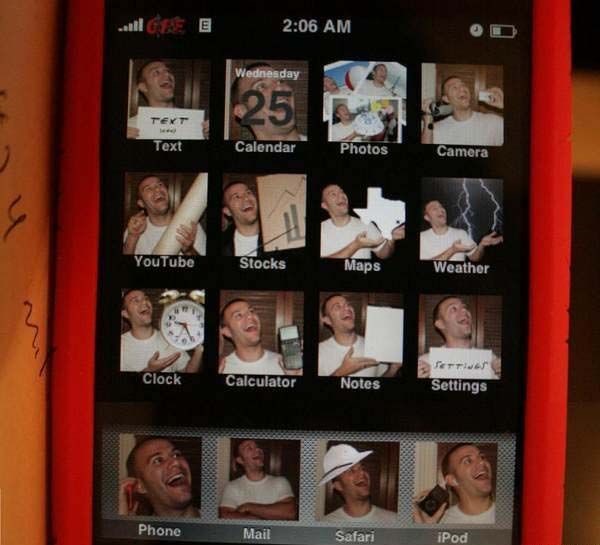 E 2:06 AM
TEXT
Wednesday
25
Text Calendar Photos Camera
YouTube Stocks Maps Weather
SETTINGS
Clock Calculator Notes Settings
Phone Mail Safari iPod